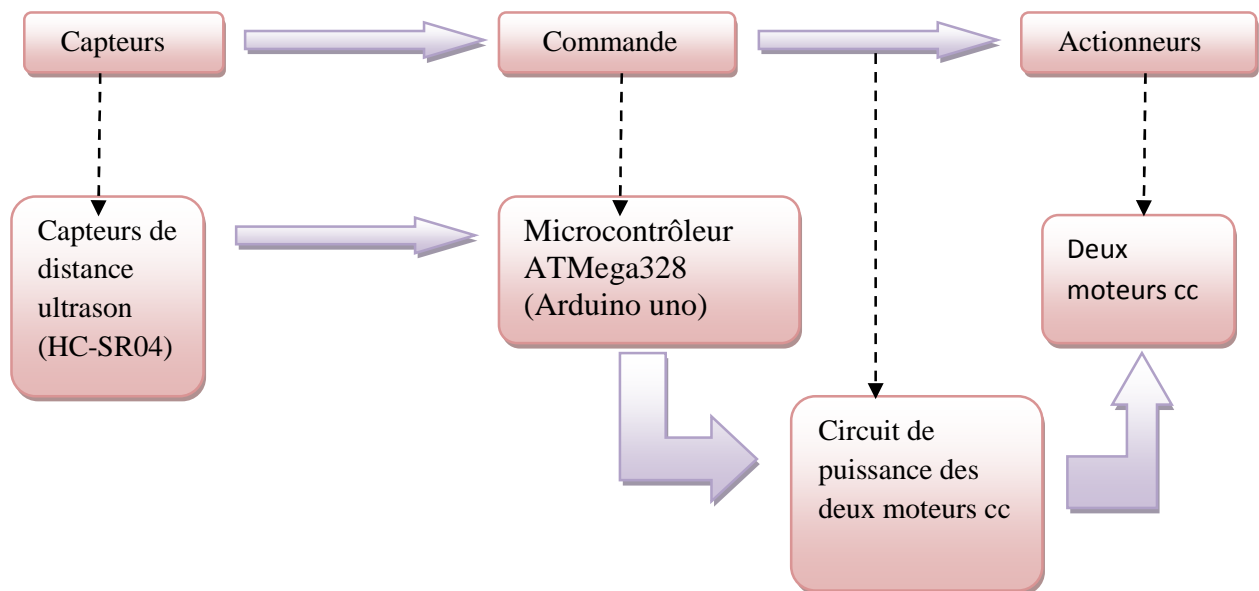 Capteurs
Commande
Actionneurs
Capteurs de
distance
ultrason
(HC-SR04)
Microcontrôleur
ATMega328
(Arduino uno)
Deux
moteurs cc
Circuit de
puissance des
deux moteurs cc